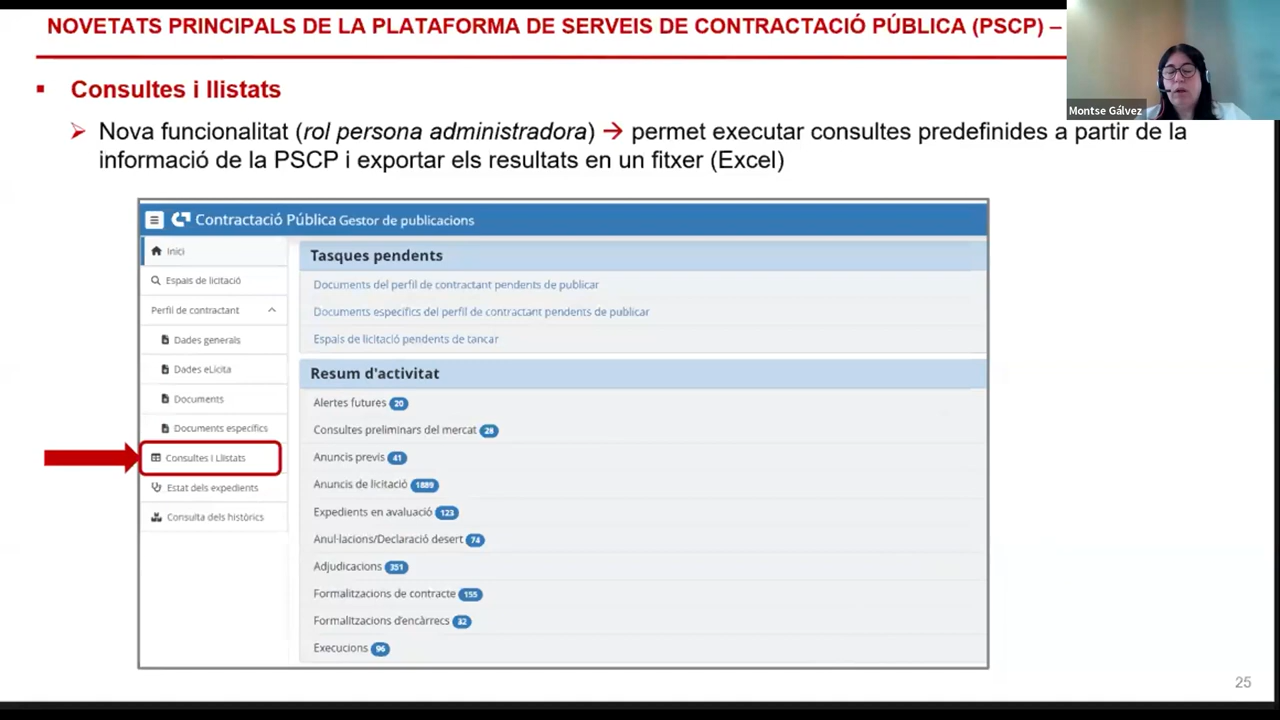 NOVETATS PRINCIPALS DE LA PLATAFORMA DE SERVEIS DE CONTRACTACIÓ PÚBLICA (PSCP) –
Montse Gálvez
▪ Consultes i llistats
➢ Nova funcionalitat (rol persona administradora) → permet executar consultes predefinides a partir de la
informació de la PSCP i exportar els resultats en un fitxer (Excel)
Contractació Pública Gestor de publicacions
Inici
Espais de licitació
Perfil de contractant
Dades generals
Dades eLicita
Documents
Documents específics
Consultes i Llistats
Estat dels expedients
Consulta dels històrics
Tasques pendents
Documents del perfil de contractant pendents de publicar
Documents específics del perfil de contractant pendents de publicar
Espais de licitació pendents de tancar
Resum d'activitat
Alertes futures 20
Consultes preliminars del mercat 28
Anuncis previs 41
Anuncis de licitació 1889
Expedients en avaluació 123
Anul·lacions/Declaració desert 74
Adjudicacions 351
Formalitzacions de contracte 155
Formalitzacions d'encàrrecs 32
Execucions 96
25